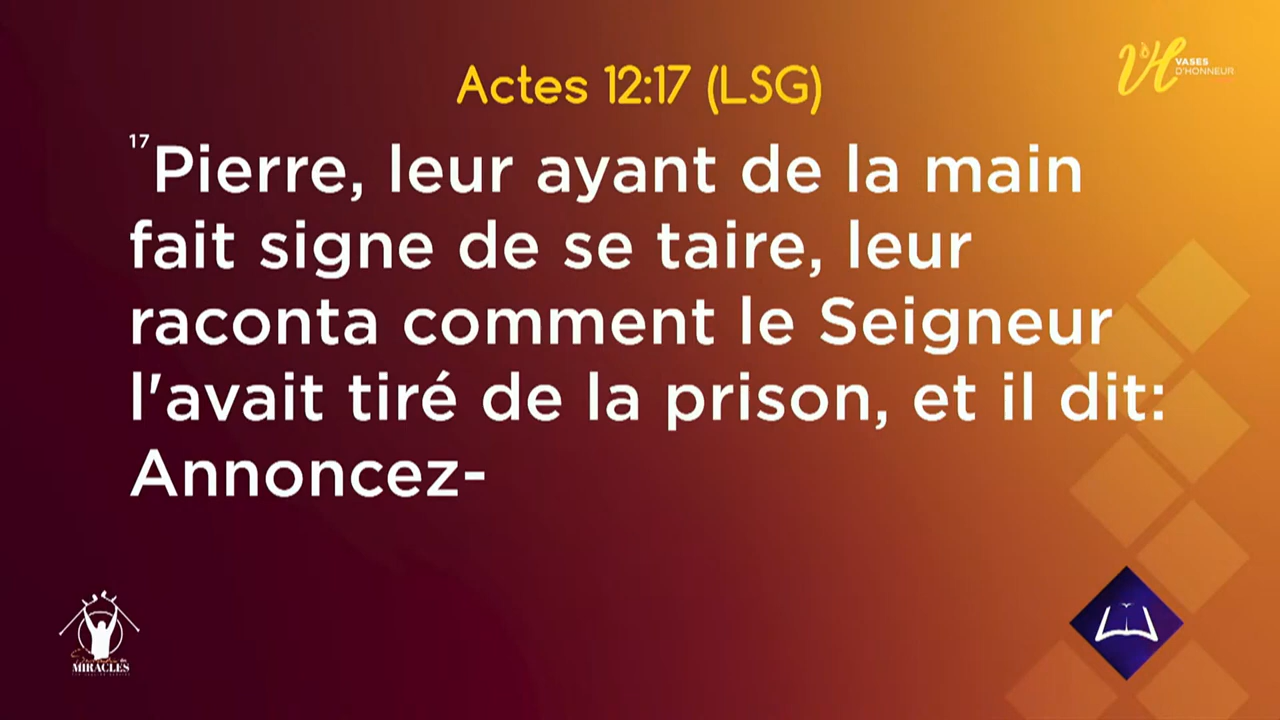 VASES
D'HONNEUR
Actes 12:17 (LSG)
17 Pierre, leur ayant de la main
fait signe de se taire, leur
raconta comment le Seigneur
l'avait tiré de la prison, et il dit:
Annoncez-
MIRACLES